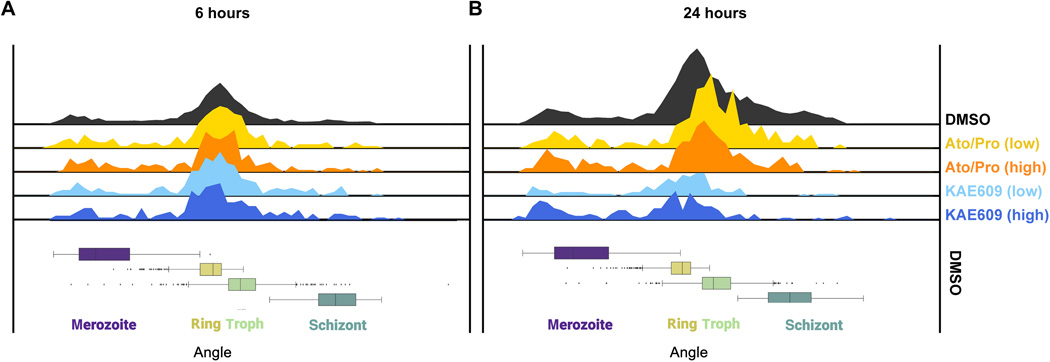 A
6 hours
B
24 hours
DMSO
Ato/Pro (low)
Ato/Pro (high)
KAE609 (low)
KAE609 (high)
DMSO
Merozoite Ring Troph Schizont
Merozoite Ring Troph Schizont
Angle
Angle